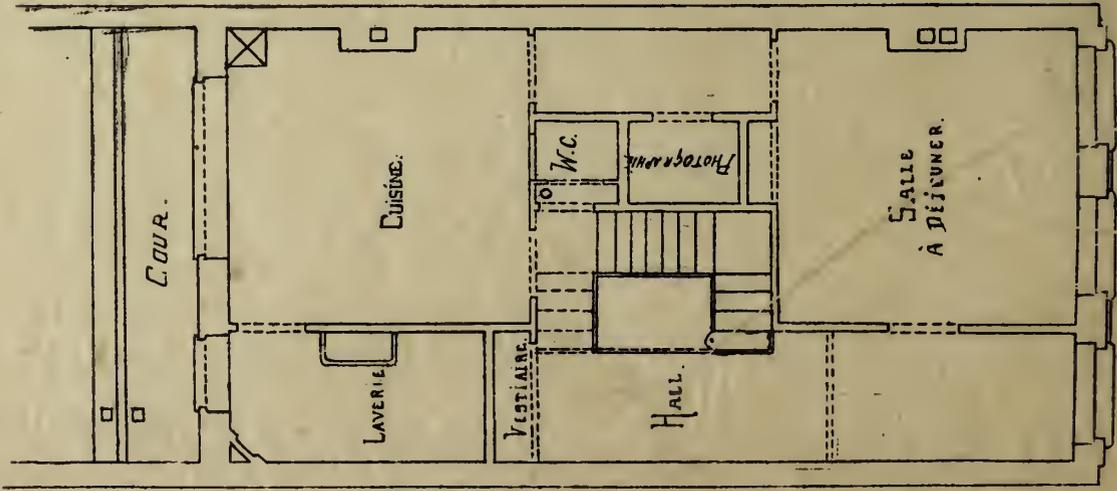 COUR.
CUISINE.
W.C.
PHOTOGRAPHIE
SALLE
À DÉJEUNER.
LAVERIE
VESTIAIRE.
HALL.